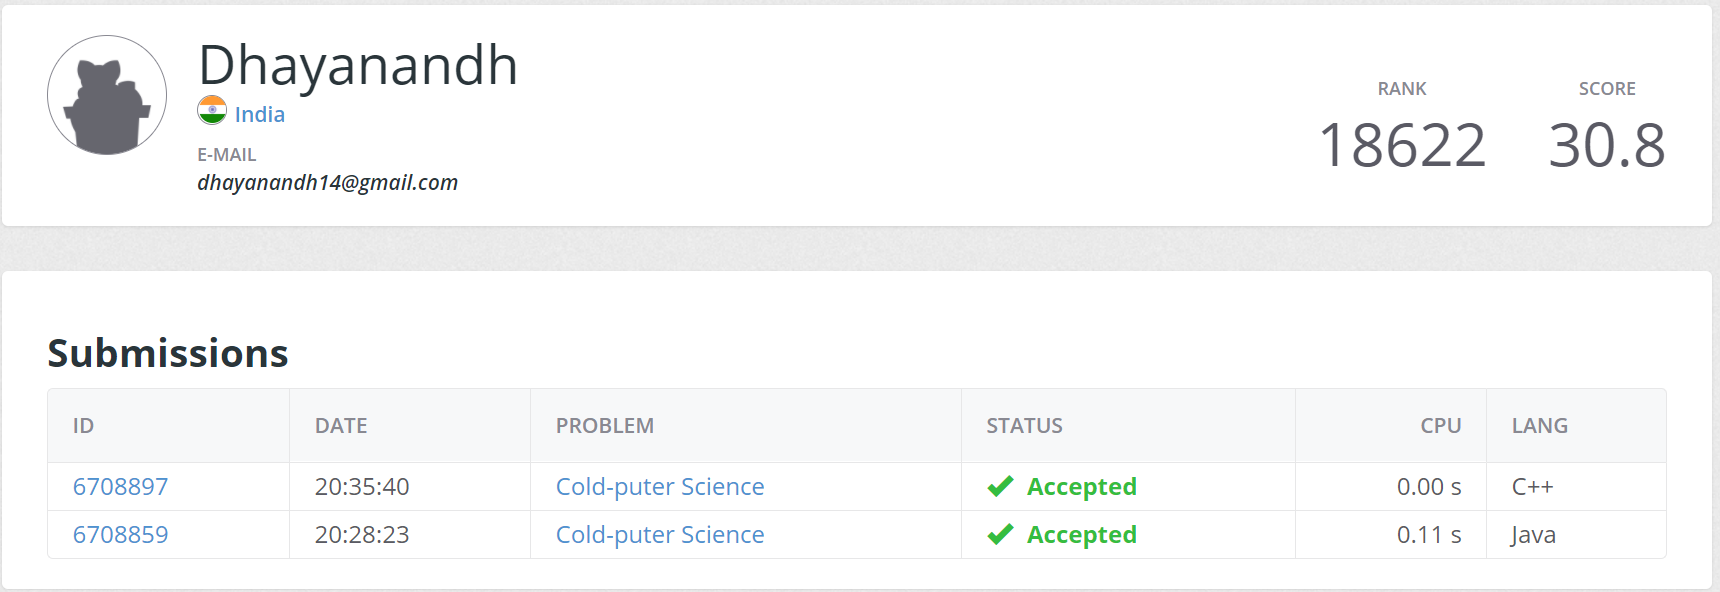 Dhayanandh
India
E-MAIL
dhayanandh14@gmail.com
RANK SCORE
18622 30.8
Submissions
ID DATE PROBLEM STATUS CPU LANG
6708897 20:35:40 Cold-puter Science Accepted 0.00 s C++
6708859 20:28:23 Cold-puter Science Accepted 0.11 s Java